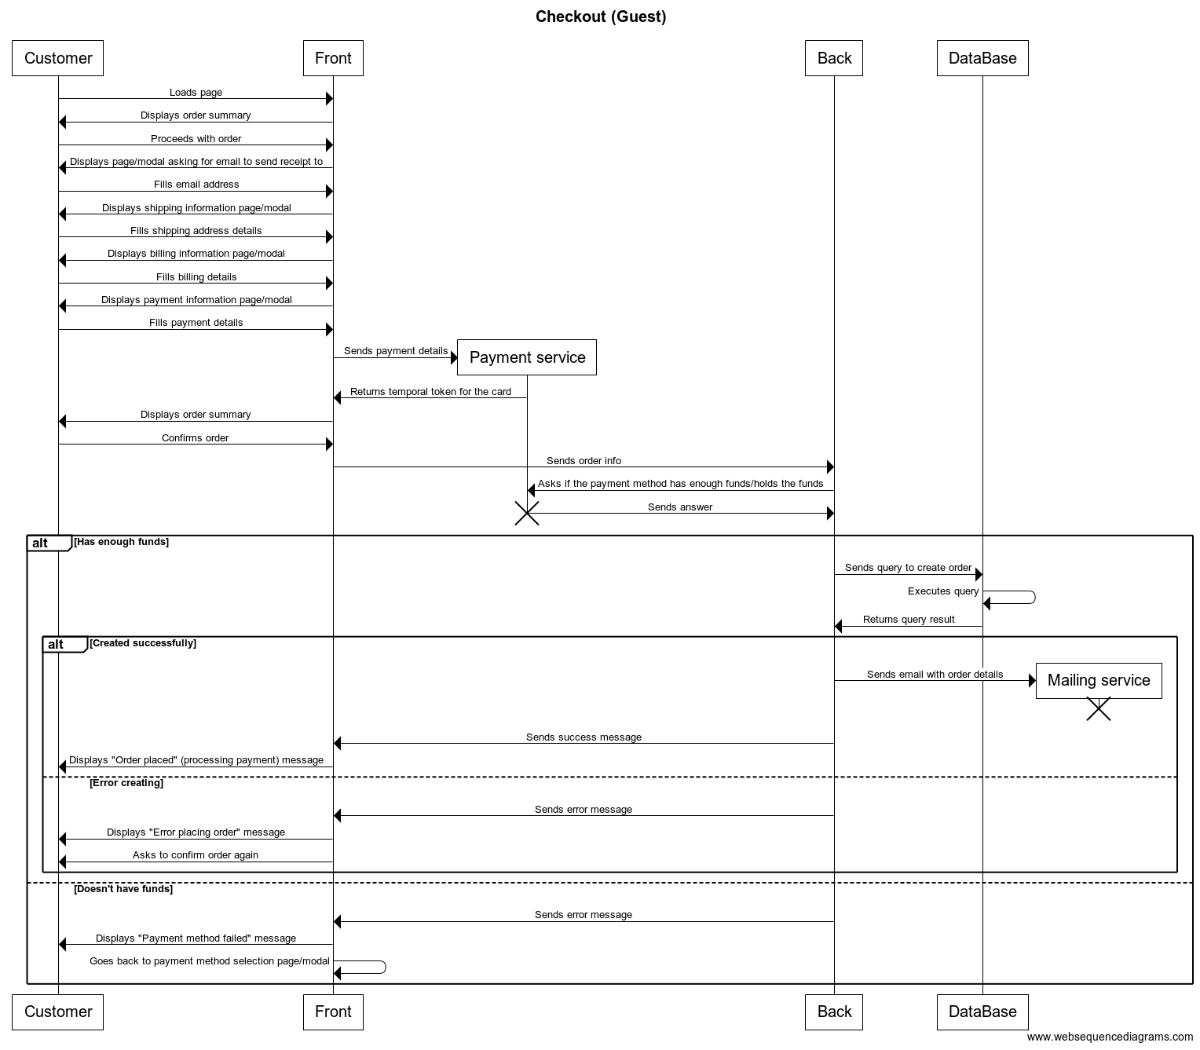 Checkout (Guest)
Customer
Front
Back
DataBase
Loads page
Displays order summary
Proceeds with order
Displays page/modal asking for email to send receipt to
Fills email address
Displays shipping information page/modal
Fills shipping address details
Displays billing information page/modal
Fills billing details
Displays payment information page/modal
Fills payment details
Sends payment details
Payment service
Returns temporal token for the card
Displays order summary
Confirms order
Sends order info
Asks if the payment method has enough funds/holds the funds
Sends answer
alt
[Has enough funds]
Sends query to create order
Executes query
Returns query result
alt
[Created successfully]
Sends email with order details
Mailing service
Sends success message
Displays "Order placed" (processing payment) message
[Error creating]
Sends error message
Displays "Error placing order" message
Asks to confirm order again
[Doesn't have funds]
Sends error message
Displays "Payment method failed" message
Goes back to payment method selection page/modal
Customer
Front
Back
DataBase
www.websequencediagrams.com